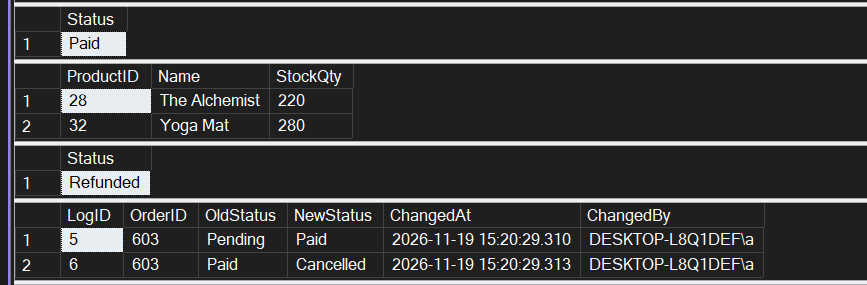 Status
1 Paid
ProductID Name StockQty
1 28 The Alchemist 220
2 32 Yoga Mat 280
Status
1 Refunded
LogID OrderID OldStatus NewStatus ChangedAt ChangedBy
1 5 603 Pending Paid 2026-11-19 15:20:29.310 DESKTOP-L8Q1DEF\a
2 6 603 Paid Cancelled 2026-11-19 15:20:29.313 DESKTOP-L8Q1DEF\a